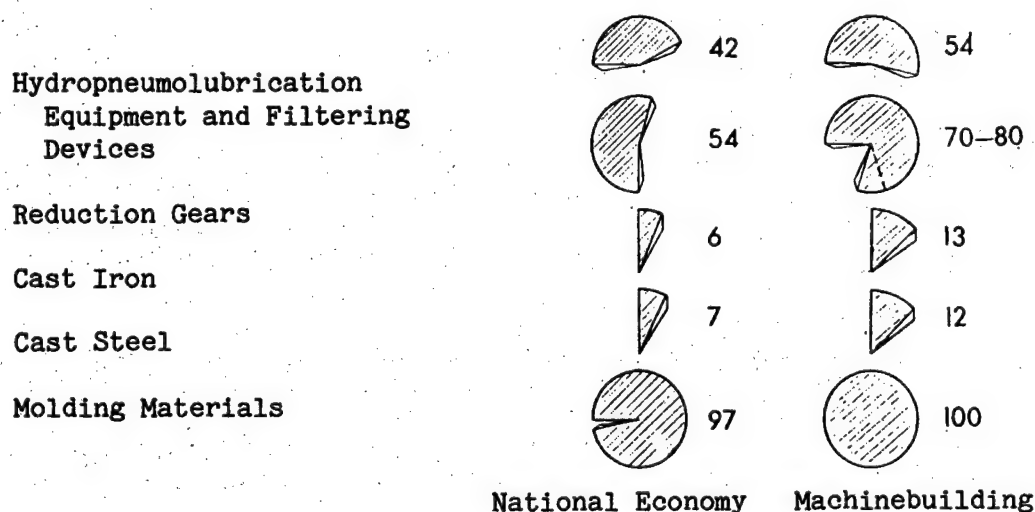 42 54
Hydropneumolubrication
Equipment and Filtering
Devices 54 70–80
Reduction Gears 6 13
Cast Iron
Cast Steel 7 12
Molding Materials 97 100
National Economy Machinebuilding